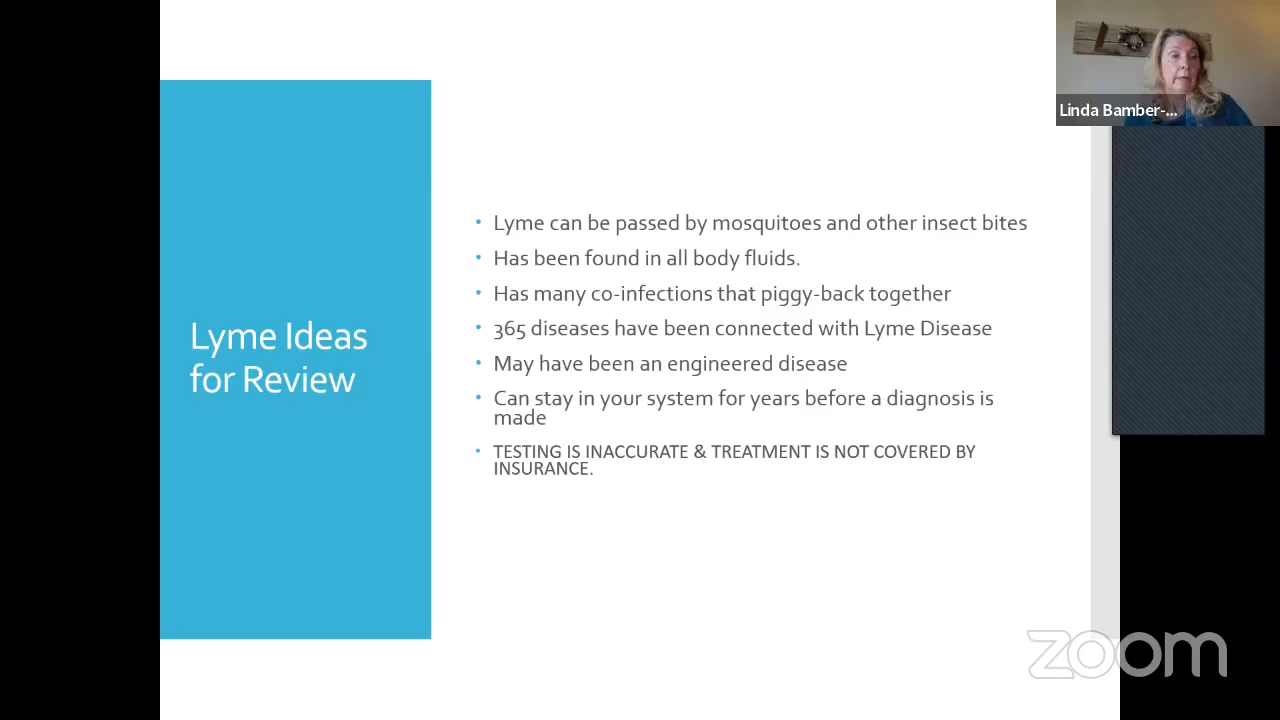 Linda Bamber-...
Lyme can be passed by mosquitoes and other insect bites
Has been found in all body fluids.
Has many co-infections that piggy-back together
365 diseases have been connected with Lyme Disease
Lyme Ideas
for Review
May have been an engineered disease
Can stay in your system for years before a diagnosis is
made
TESTING IS INACCURATE & TREATMENT IS NOT COVERED BY
INSURANCE.
zoom